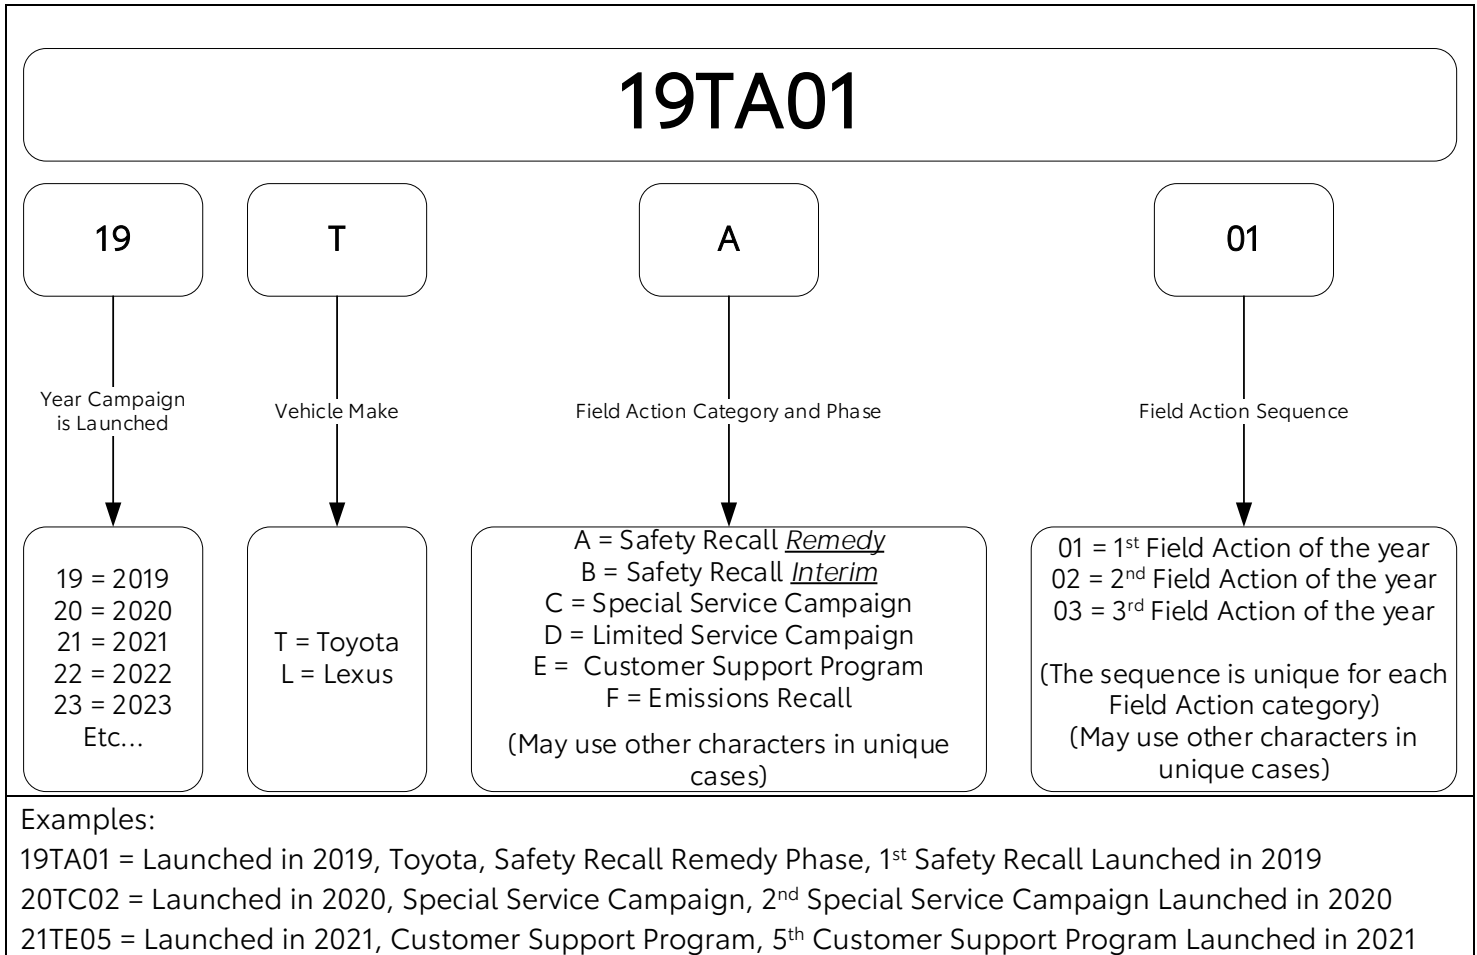 19TA01
19
T
A
01
Year Campaign
is Launched
Vehicle Make
Field Action Category and Phase
Field Action Sequence
19 = 2019
20 = 2020
21 = 2021
22 = 2022
23 = 2023
Etc...
T = Toyota
L = Lexus
A = Safety Recall Remedy
B = Safety Recall Interim
C = Special Service Campaign
D = Limited Service Campaign
E =  Customer Support Program
F = Emissions Recall
(May use other characters in unique
cases)
01 = 1st Field Action of the year
02 = 2nd Field Action of the year
03 = 3rd Field Action of the year
(The sequence is unique for each
Field Action category)
(May use other characters in
unique cases)
Examples:
19TA01 = Launched in 2019, Toyota, Safety Recall Remedy Phase, 1st Safety Recall Launched in 2019
20TC02 = Launched in 2020, Special Service Campaign, 2nd Special Service Campaign Launched in 2020
21TE05 = Launched in 2021, Customer Support Program, 5th Customer Support Program Launched in 2021